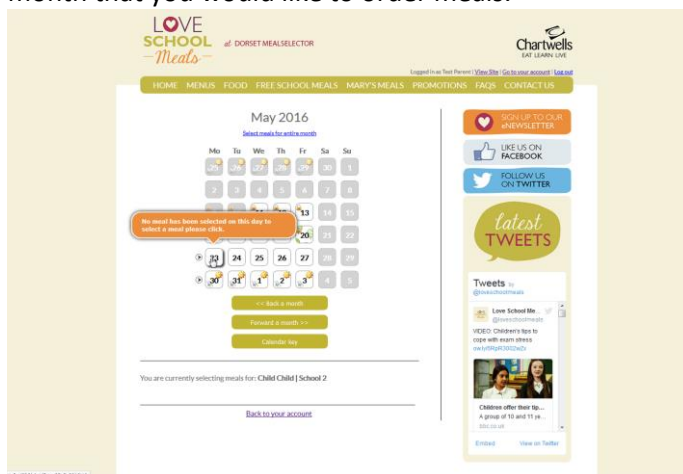 month that you would like to order meals.
LOVE
SCHOOL
Meals
at DORSET MEALSELECTOR
Chartwells
EAT LEARN LIVE
Logged in as Test Parent | View Site | Go to your account | Log out
HOME MENUS FOOD FREE SCHOOL MEALS MARY'S MEALS PROMOTIONS FAQS CONTACT US
May 2016
Select meals for entire month
Mo Tu We Th Fr Sa Su
25 26 27 28 29 30 1
2 3 4 5 6 7 8
13 14 15
No meal has been selected on this day to
select a meal please click.
20 21 22
23 24 25 26 27 28 29
30 31 1 2 3 4 5
<< Back a month
Forward a month >>
Calendar key
You are currently selecting meals for: Child Child | School 2
Back to your account
SIGN UP TO OUR
eNEWSLETTER
LIKE US ON
FACEBOOK
FOLLOW US
ON TWITTER
latest
TWEETS
Tweets by
@loveschoolmeals
Love School Me...
@loveschoolmeals
VIDEO: Children's tips to
cope with exam stress
Children offer their tip...
A group of 10 and 11 ye...
bbc.co.uk
Embed View on Twitter